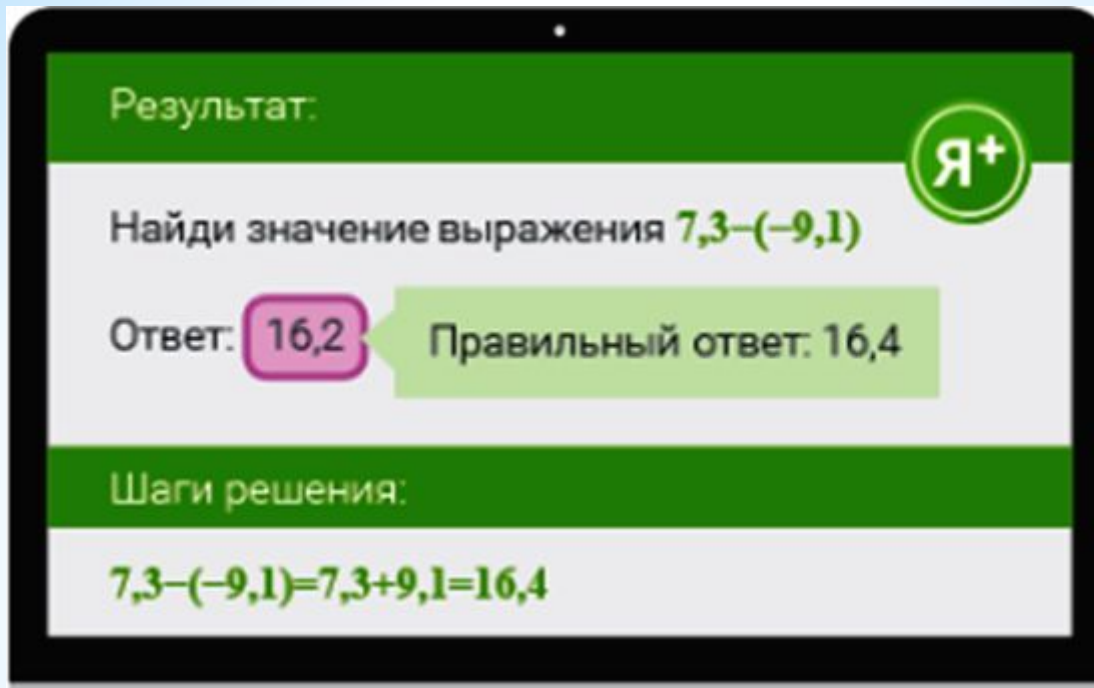 Результат:
Я+
Найди значение выражения 7,3−(−9,1)
Ответ: 16,2 Правильный ответ: 16,4
Шаги решения:
7,3−(−9,1)=7,3+9,1=16,4